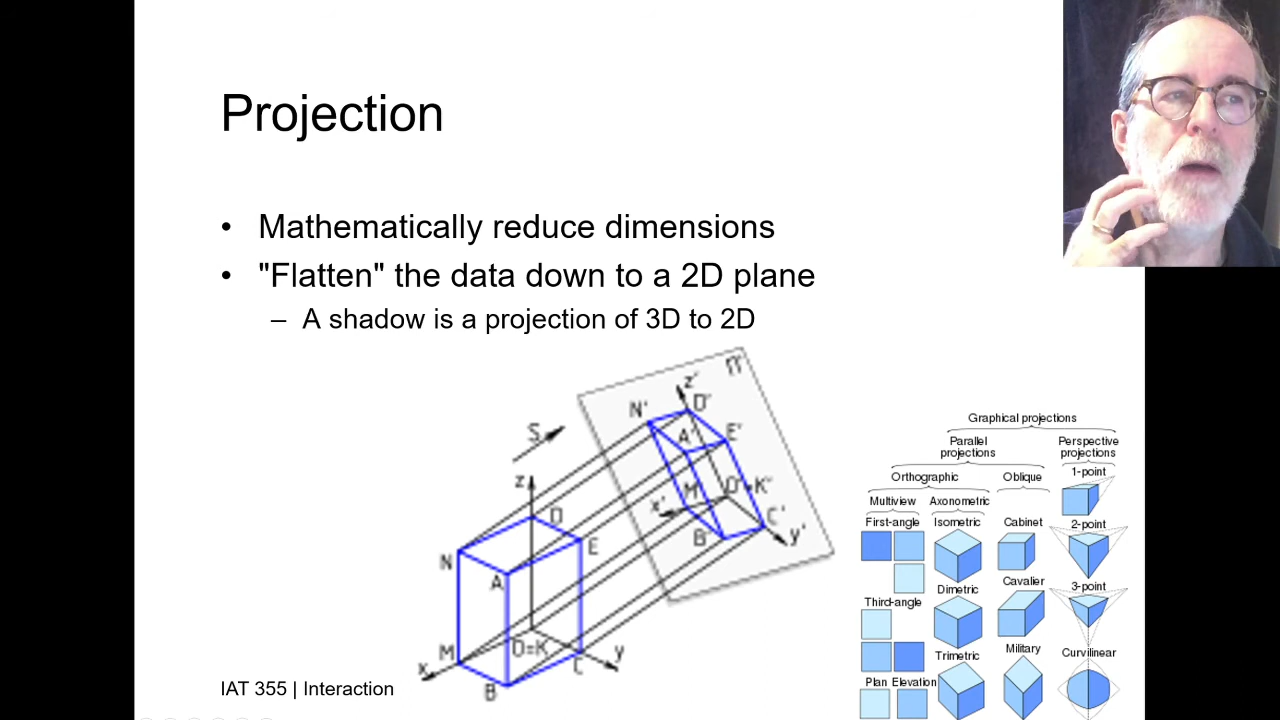 Projection
• Mathematically reduce dimensions
• "Flatten" the data down to a 2D plane
– A shadow is a projection of 3D to 2D
Π'
z'
D'
N'
A'
E'
S
M'
O'≡K'
x'
C'
B'
y'
z
D
E
N
A
O≡K
M
y
x
C
B
Graphical projections
Parallel
projections
Perspective
projections
Orthographic
Oblique
1-point
Multiview
Axonometric
First-angle
Isometric
Cabinet
2-point
Dimetric
Cavalier
3-point
Third-angle
Trimetric
Military
Curvilinear
Plan
Elevation
IAT 355 | Interaction